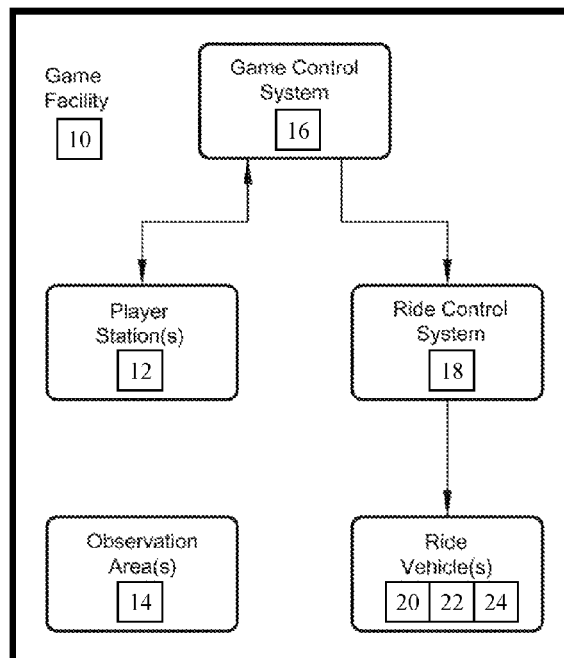 Game
Facility
10
Game Control
System
16
Player
Station(s)
12
Ride Control
System
18
Observation
Area(s)
14
Ride
Vehicle(s)
20 22 24